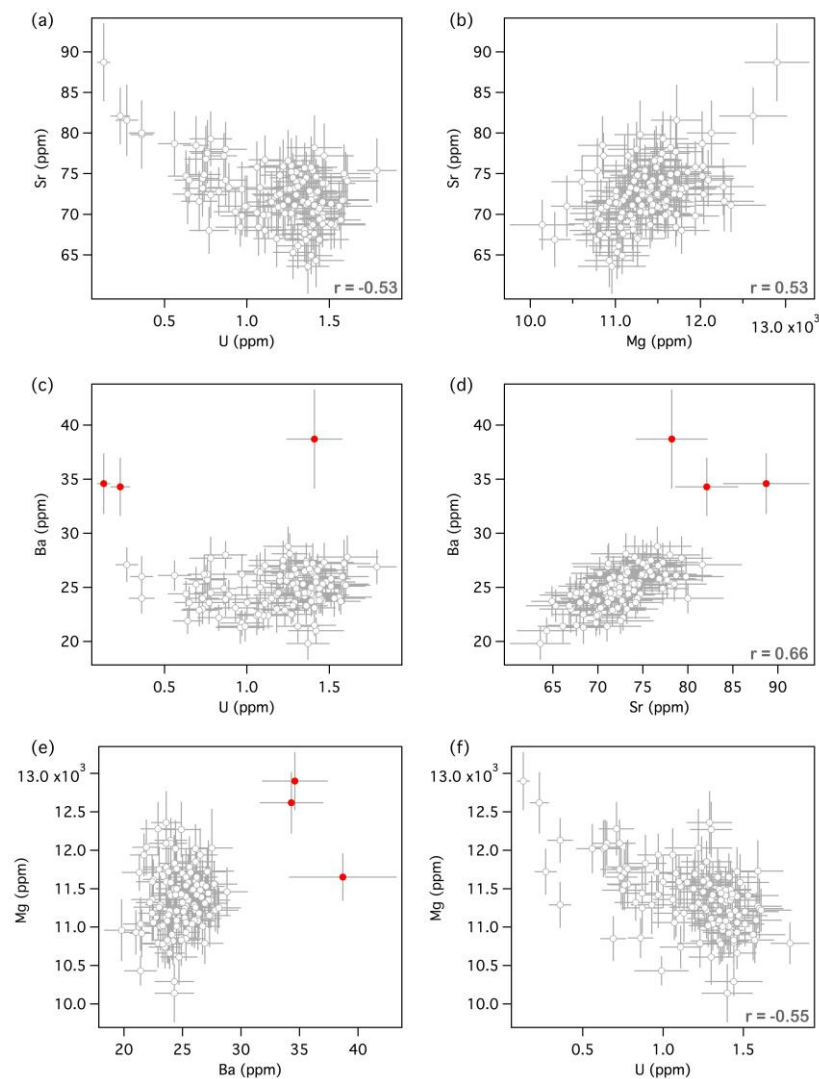 (a)
90
85
80
75
70
65
Sr (ppm)
0.5 1.0 1.5
U (ppm)
r = -0.53
(b)
90
85
80
75
70
65
Sr (ppm)
10.0 11.0 12.0
13.0 x10³
Mg (ppm)
r = 0.53
(c)
40
35
30
25
20
Ba (ppm)
0.5 1.0 1.5
U (ppm)
(d)
40
35
30
25
20
Ba (ppm)
65 70 75 80 85 90
Sr (ppm)
r = 0.66
(e)
13.0 x10³
12.5
12.0
11.5
11.0
10.5
10.0
Mg (ppm)
20 25 30 35 40
Ba (ppm)
(f)
13.0 x10³
12.5
12.0
11.5
11.0
10.5
10.0
Mg (ppm)
0.5 1.0 1.5
U (ppm)
r = -0.55